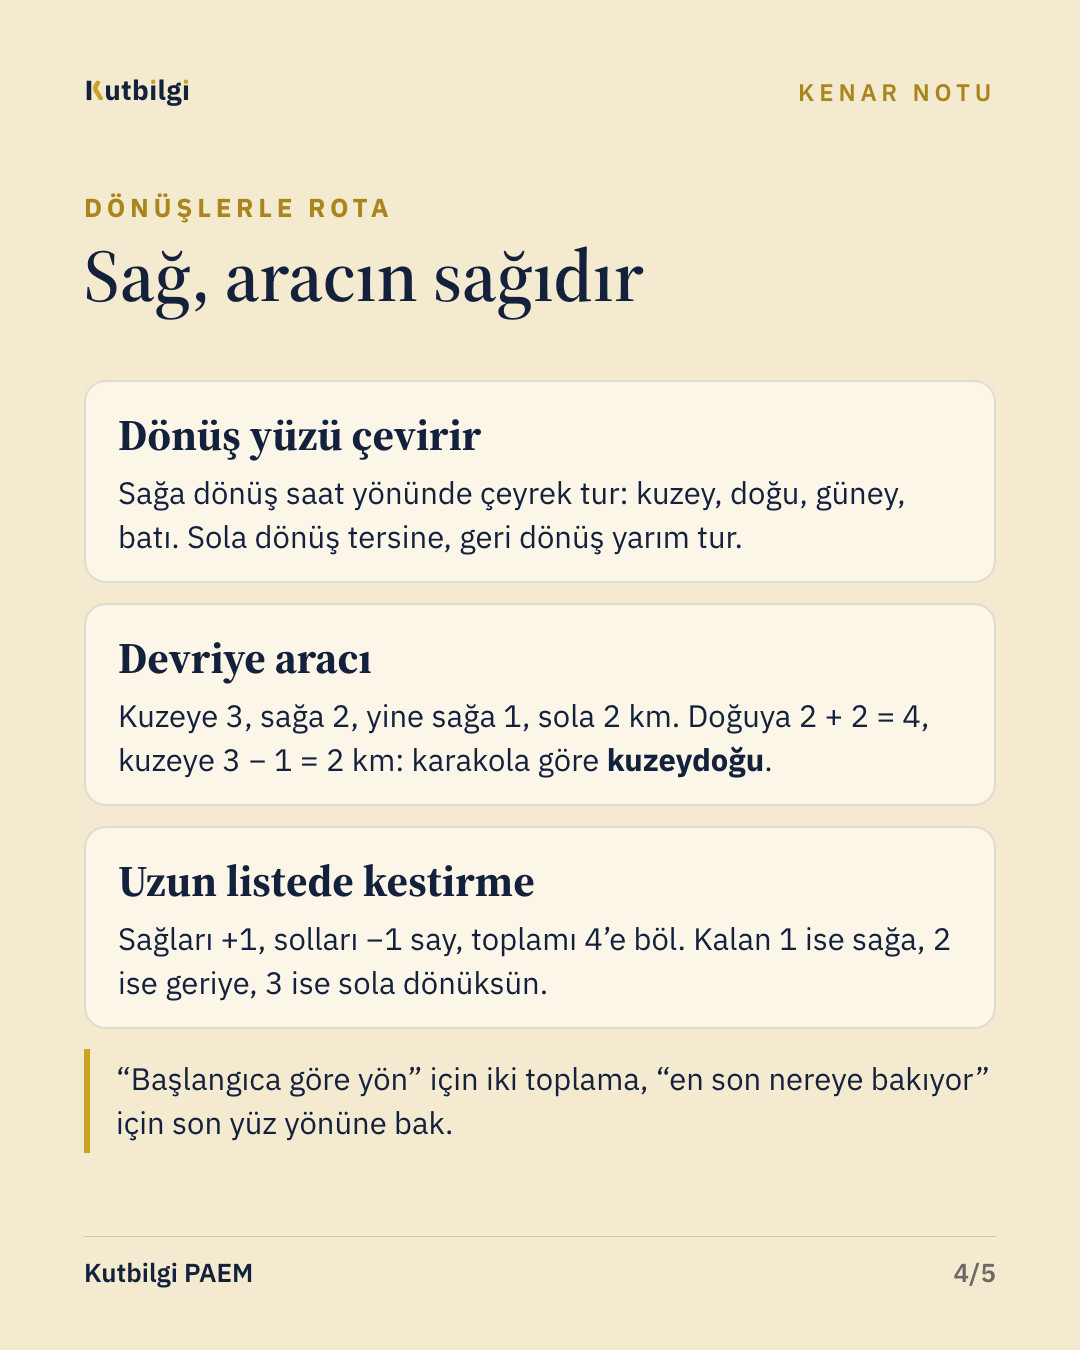 Kutbilgi
KENAR NOTU
DÖNÜŞLERLE ROTA
Sağ, aracın sağıdır
Dönüş yüzü çevirir
Sağa dönüş saat yönünde çeyrek tur: kuzey, doğu, güney,
batı. Sola dönüş tersine, geri dönüş yarım tur.
Devriye aracı
Kuzeye 3, sağa 2, yine sağa 1, sola 2 km. Doğuya 2 + 2 = 4,
kuzeye 3 − 1 = 2 km: karakola göre kuzeydoğu.
Uzun listede kestirme
Sağları +1, solları −1 say, toplamı 4’e böl. Kalan 1 ise sağa, 2
ise geriye, 3 ise sola dönüksün.
“Başlangıca göre yön” için iki toplama, “en son nereye bakıyor”
için son yüz yönüne bak.
Kutbilgi PAEM
4/5